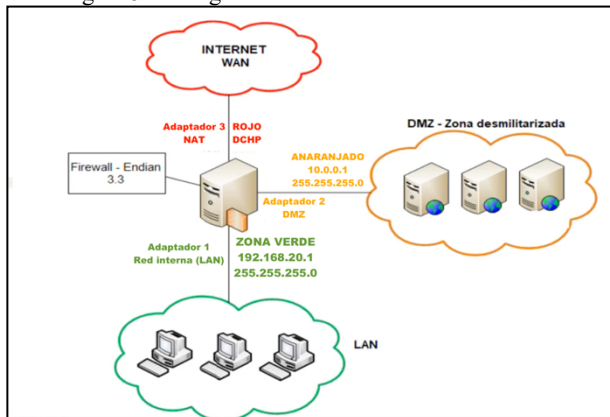 INTERNET
WAN
Adaptador 3
NAT
ROJO
DCHP
DMZ - Zona desmilitarizada
Firewall - Endian
3.3
ANARANJADO
10.0.0.1
255.255.255.0
Adaptador 2
DMZ
Adaptador 1
Red interna (LAN)
ZONA VERDE
192.168.20.1
255.255.255.0
LAN